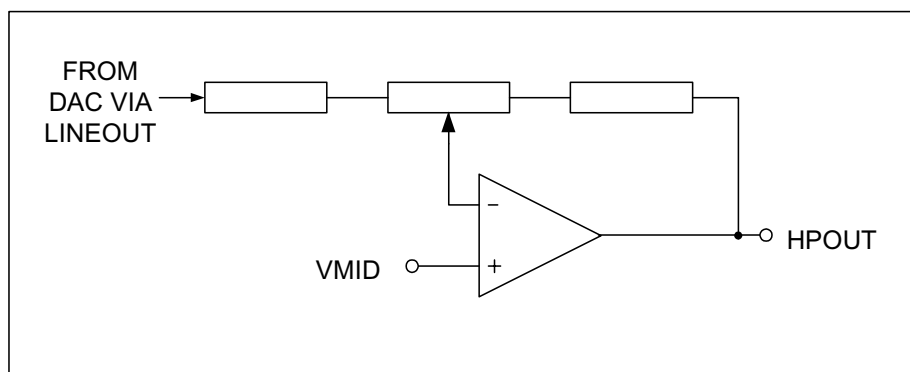 FROM
DAC VIA
LINEOUT
−
VMID
+
HPOUT